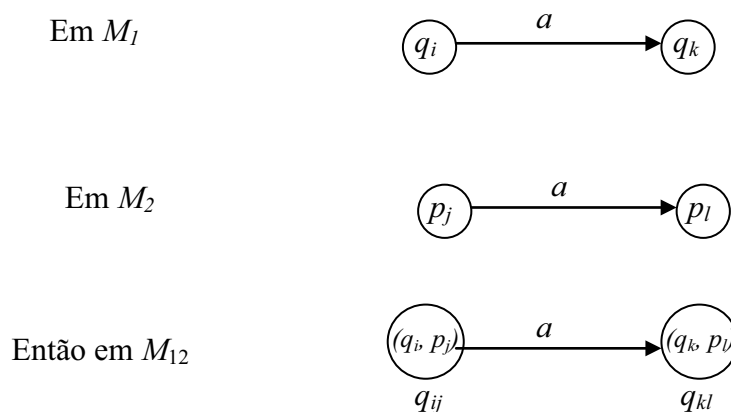 Em M1 qi a qk
Em M2 pj a pl
Então em M12 (qi, pj) a (qk, pl)
qij qkl